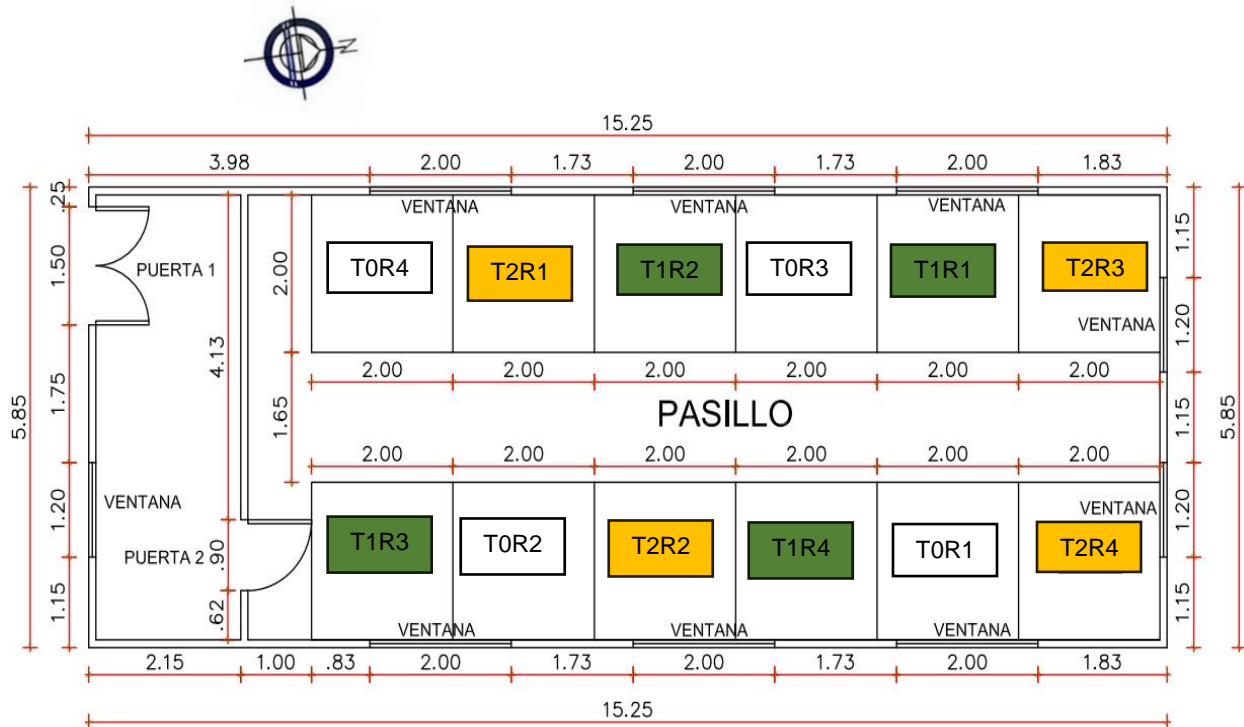 N
15.25
3.98 2.00 1.73 2.00 1.73 2.00 1.83
VENTANA VENTANA VENTANA
.25
1.50
1.75
1.20
1.15
5.85
PUERTA 1
4.13
2.00
T0R4 T2R1 T1R2 T0R3 T1R1 T2R3
VENTANA
1.15
1.20
1.15
1.20
1.15
5.85
2.00 2.00 2.00 2.00 2.00 2.00
1.65
PASILLO
2.00 2.00 2.00 2.00 2.00 2.00
VENTANA
VENTANA
PUERTA 2
.90
.62
T1R3 T0R2 T2R2 T1R4 T0R1 T2R4
VENTANA VENTANA VENTANA
2.15 1.00 .83 2.00 1.73 2.00 1.73 2.00 1.83
15.25